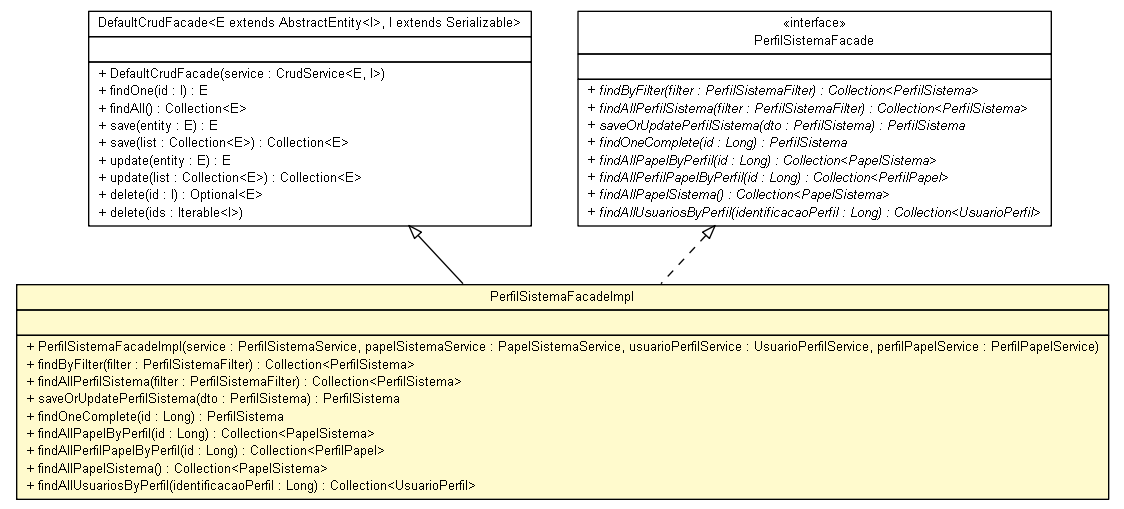 DefaultCrudFacade<E extends AbstractEntity<I>, I extends Serializable>
+ DefaultCrudFacade(service : CrudService<E, I>)
+ findOne(id : I) : E
+ findAll() : Collection<E>
+ save(entity : E) : E
+ save(list : Collection<E>) : Collection<E>
+ update(entity : E) : E
+ update(list : Collection<E>) : Collection<E>
+ delete(id : I) : Optional<E>
+ delete(ids : Iterable<I>)
«interface»
PerfilSistemaFacade
+ findByFilter(filter : PerfilSistemaFilter) : Collection<PerfilSistema>
+ findAllPerfilSistema(filter : PerfilSistemaFilter) : Collection<PerfilSistema>
+ saveOrUpdatePerfilSistema(dto : PerfilSistema) : PerfilSistema
+ findOneComplete(id : Long) : PerfilSistema
+ findAllPapelByPerfil(id : Long) : Collection<PapelSistema>
+ findAllPerfilPapelByPerfil(id : Long) : Collection<PerfilPapel>
+ findAllPapelSistema() : Collection<PapelSistema>
+ findAllUsuariosByPerfil(identificacaoPerfil : Long) : Collection<UsuarioPerfil>
PerfilSistemaFacadeImpl
+ PerfilSistemaFacadeImpl(service : PerfilSistemaService, papelSistemaService : PapelSistemaService, usuarioPerfilService : UsuarioPerfilService, perfilPapelService : PerfilPapelService)
+ findByFilter(filter : PerfilSistemaFilter) : Collection<PerfilSistema>
+ findAllPerfilSistema(filter : PerfilSistemaFilter) : Collection<PerfilSistema>
+ saveOrUpdatePerfilSistema(dto : PerfilSistema) : PerfilSistema
+ findOneComplete(id : Long) : PerfilSistema
+ findAllPapelByPerfil(id : Long) : Collection<PapelSistema>
+ findAllPerfilPapelByPerfil(id : Long) : Collection<PerfilPapel>
+ findAllPapelSistema() : Collection<PapelSistema>
+ findAllUsuariosByPerfil(identificacaoPerfil : Long) : Collection<UsuarioPerfil>